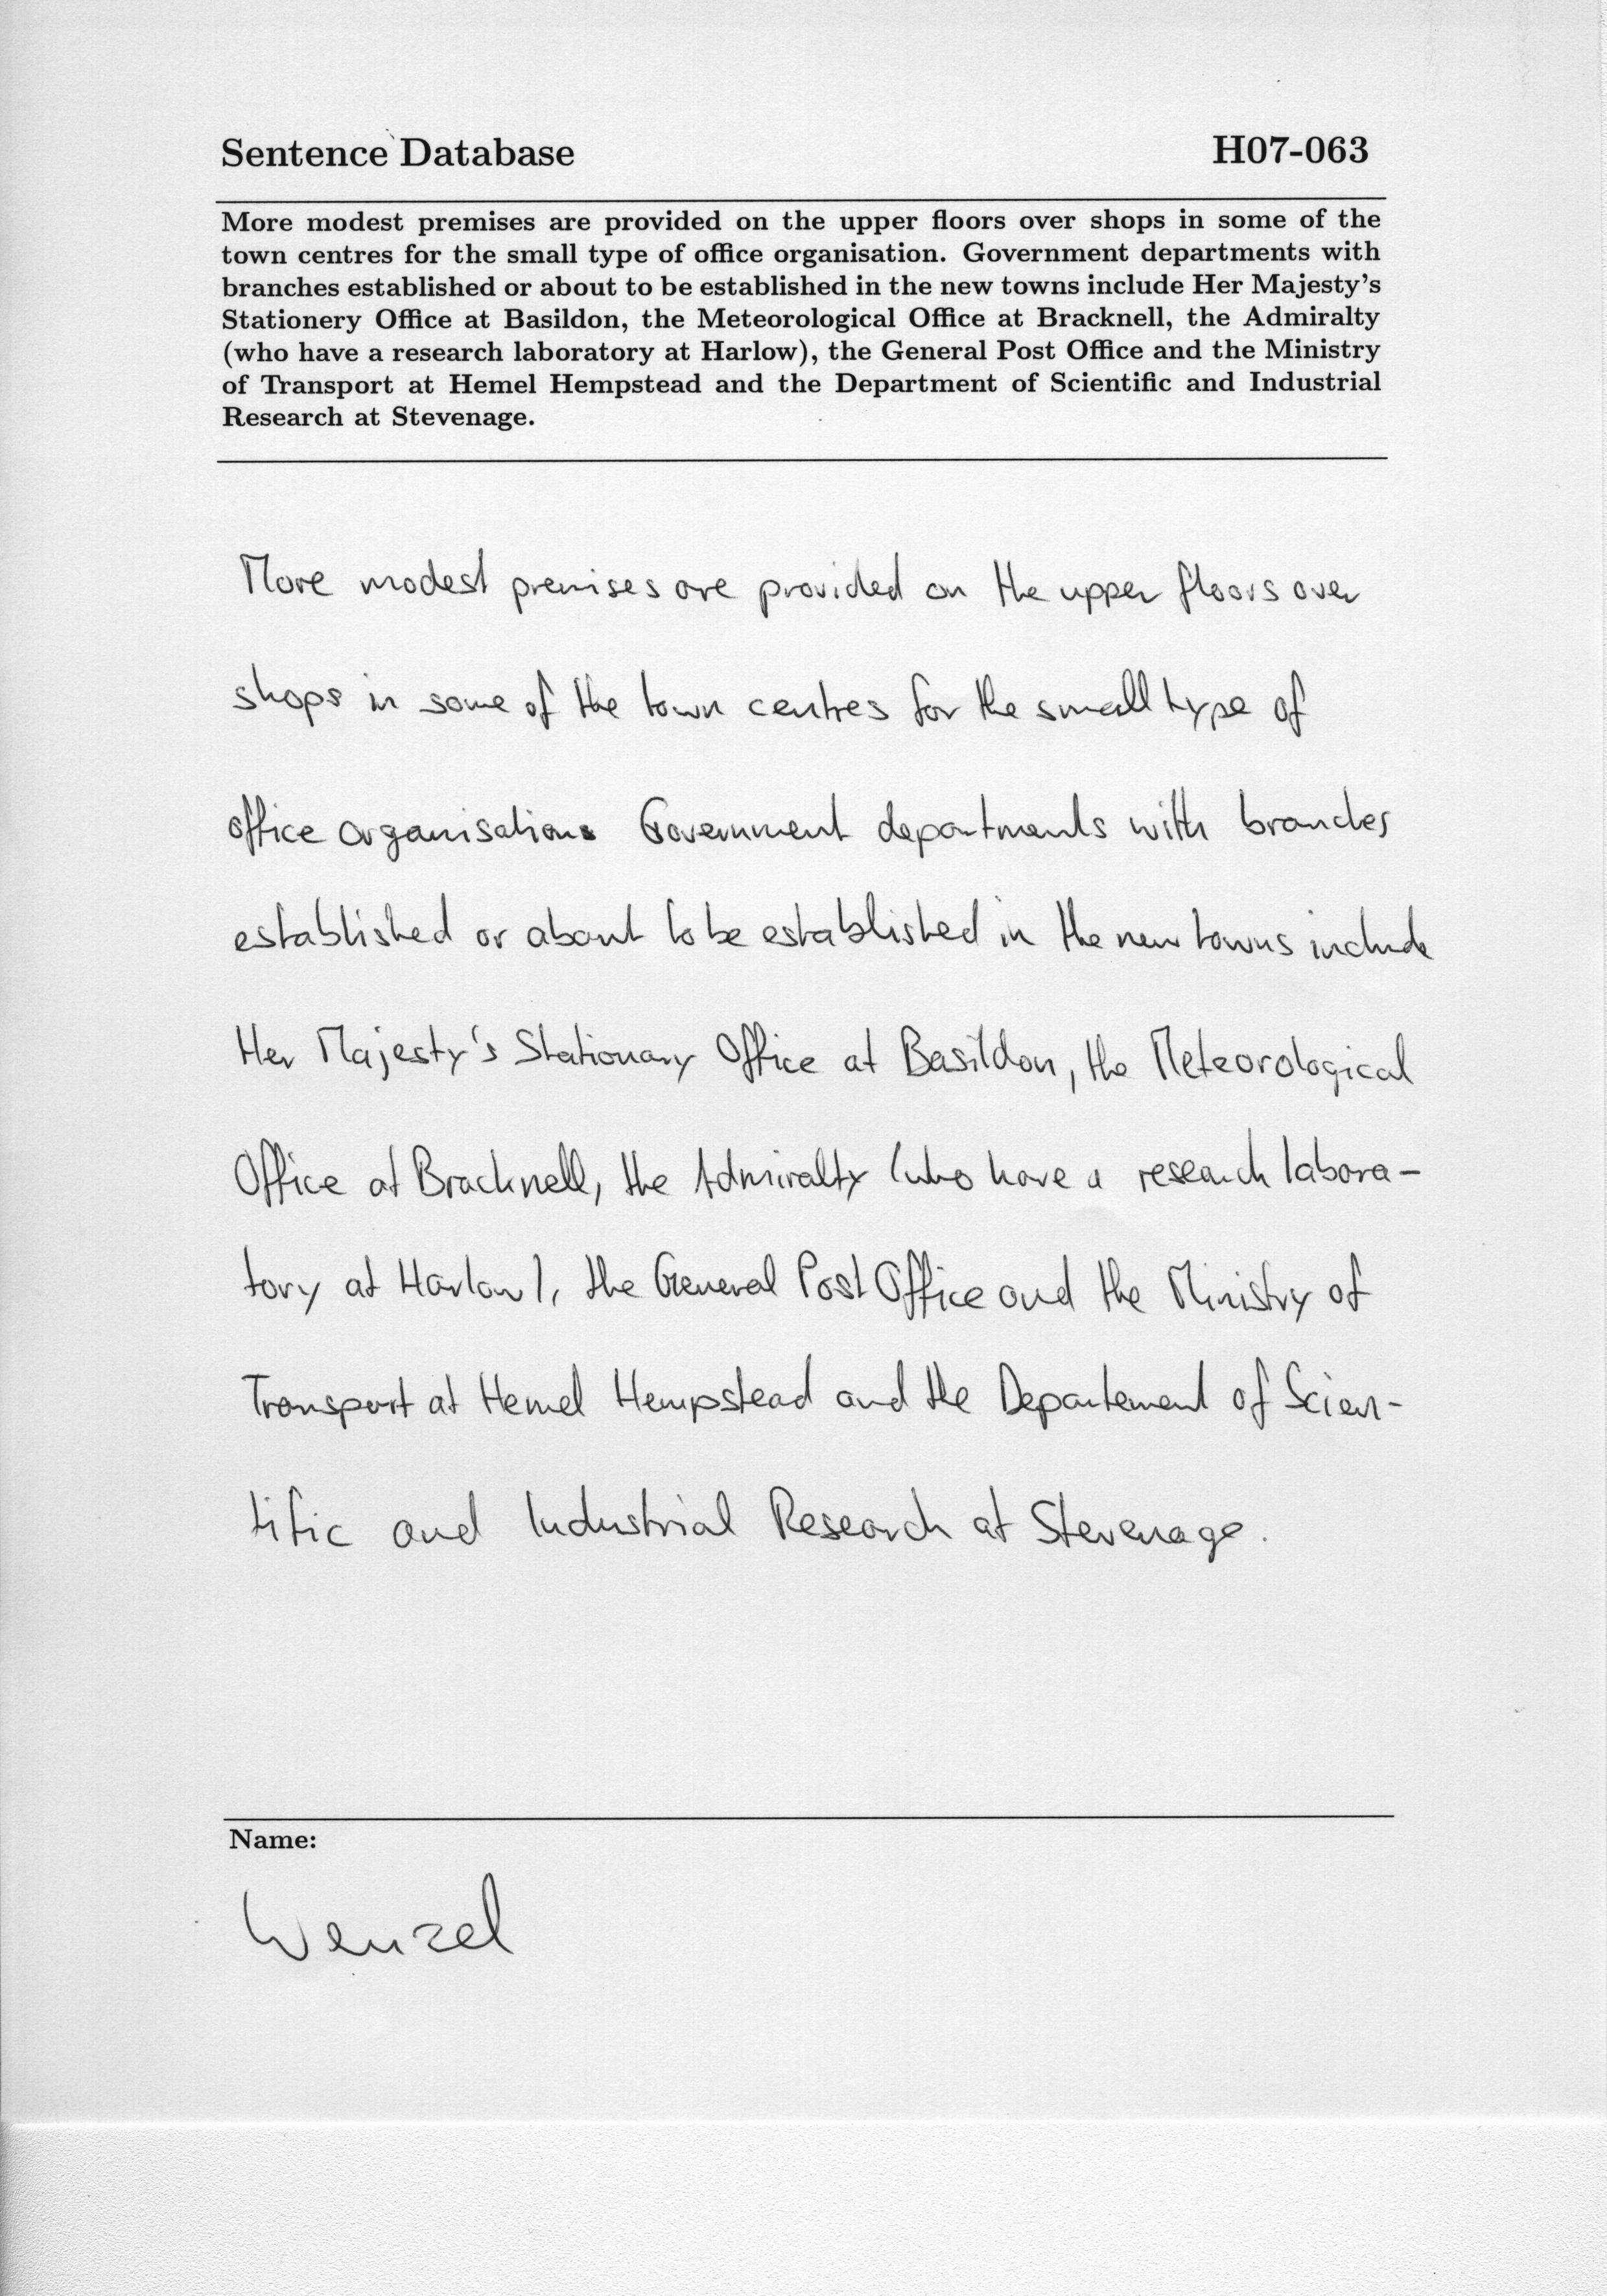 Sentence Database H07-063
More modest premises are provided on the upper floors over shops in some of the
town centres for the small type of office organisation. Government departments with
branches established or about to be established in the new towns include Her Majesty's
Stationery Office at Basildon, the Meteorological Office at Bracknell, the Admiralty
(who have a research laboratory at Harlow), the General Post Office and the Ministry
of Transport at Hemel Hempstead and the Department of Scientific and Industrial
Research at Stevenage.
More modest premises are provided on the upper floors over
shops in some of the town centres for the small type of
office organisation. Government departments with branches
established or about to be established in the new towns include
Her Majesty's Stationary Office at Basildon, the Meteorological
Office at Bracknell, the Admiralty (who have a research labora-
tory at Harlow), the General Post Office and the Ministry of
Transport at Hemel Hempstead and the Departement of Scien-
tific and Industrial Research at Stevenage.
Name:
Wenzel